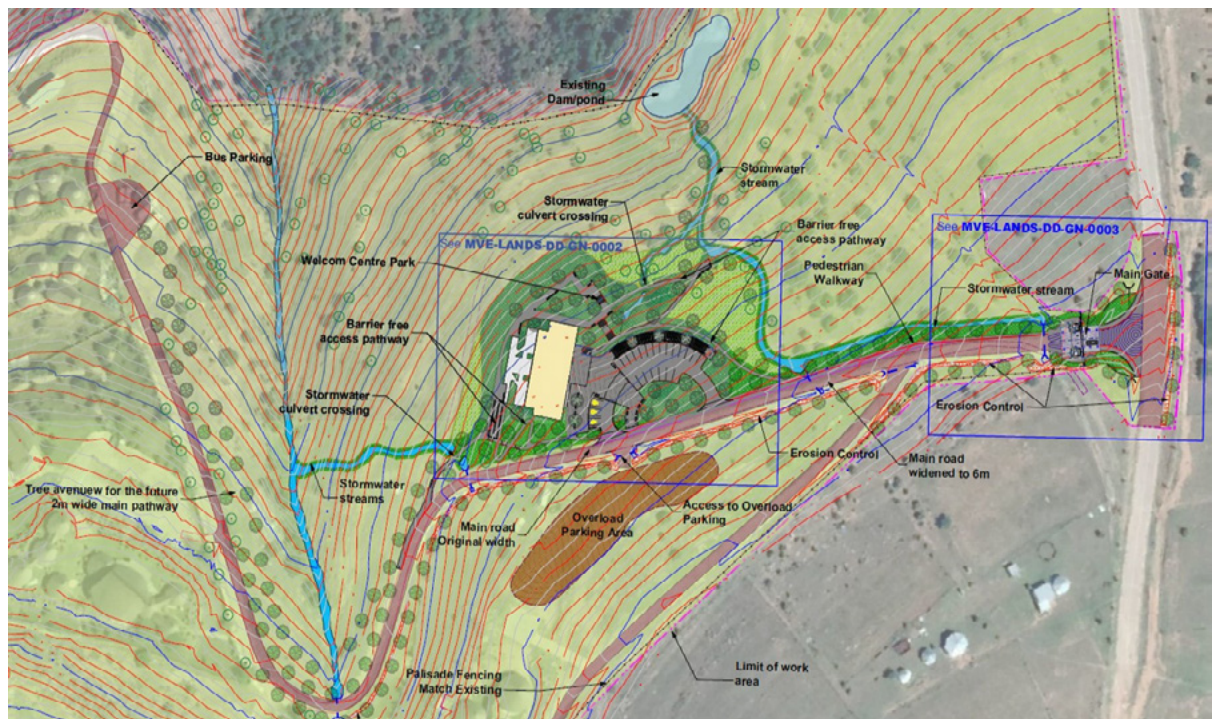 Existing
Dam/pond
Bus Parking
Stormwater
stream
Stormwater
culvert crossing
Barrier free
access pathway
See MVE-LANDS-DD-GN-0002
See MVE-LANDS-DD-GN-0003
Welcom Centre Park
Pedestrian
Walkway
Main Gate
Stormwater stream
Barrier free
access pathway
Stormwater
culvert crossing
Erosion Control
Erosion Control
Main road
widened to 6m
Tree avenuew for the future
2m wide main pathway
Stormwater
streams
Main road
Original width
Overload
Parking Area
Access to Overload
Parking
Palisade Fencing
Match Existing
Limit of work
area